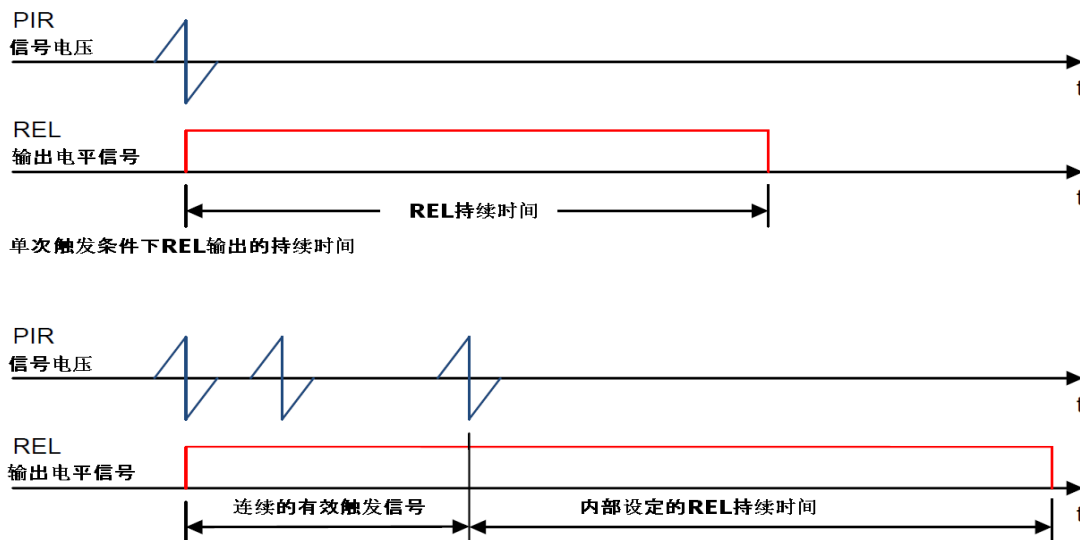 PIR
信号电压
t
REL
输出电平信号
t
REL持续时间
单次触发条件下REL输出的持续时间
PIR
信号电压
t
REL
输出电平信号
t
连续的有效触发信号
内部设定的REL持续时间